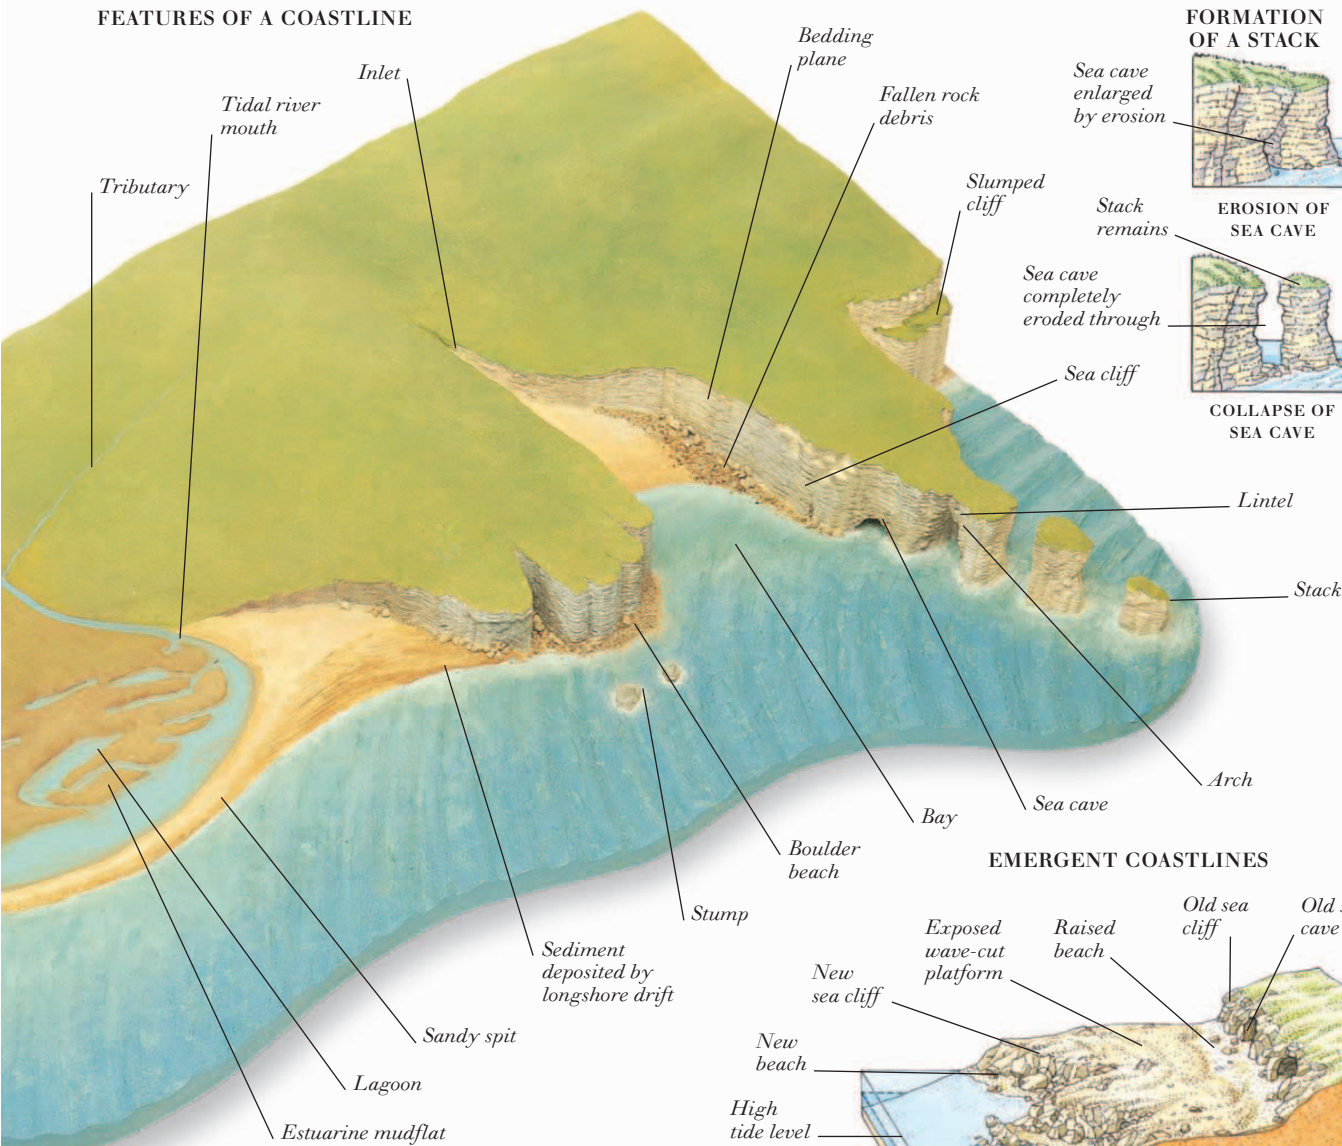 FEATURES OF A COASTLINE
Inlet
Tidal river
mouth
Tributary
Bedding
plane
Fallen rock
debris
Slumped
cliff
Sea cliff
Lintel
Stack
Arch
Sea cave
Bay
Boulder
beach
Stump
Sediment
deposited by
longshore drift
Sandy spit
Lagoon
Estuarine mudflat
FORMATION
OF A STACK
Sea cave
enlarged
by erosion
EROSION OF
SEA CAVE
Stack
remains
Sea cave
completely
eroded through
COLLAPSE OF
SEA CAVE
EMERGENT COASTLINES
Old sea
cliff
Old
cave
Raised
beach
Exposed
wave-cut
platform
New
sea cliff
New
beach
High
tide level